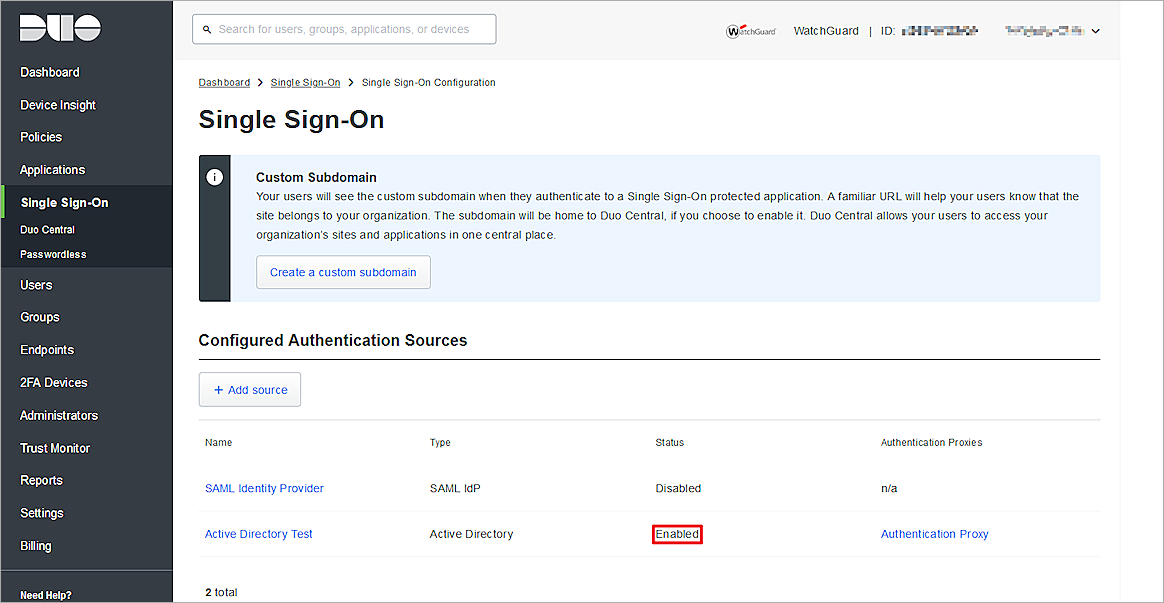 DUO
Search for users, groups, applications, or devices
WatchGuard
WatchGuard | ID:
Dashboard
Device Insight
Policies
Applications
Single Sign-On
Duo Central
Passwordless
Users
Groups
Endpoints
2FA Devices
Administrators
Trust Monitor
Reports
Settings
Billing
Need Help?
Dashboard > Single Sign-On > Single Sign-On Configuration
Single Sign-On
Custom Subdomain
Your users will see the custom subdomain when they authenticate to a Single Sign-On protected application. A familiar URL will help your users know that the
site belongs to your organization. The subdomain will be home to Duo Central, if you choose to enable it. Duo Central allows your users to access your
organization's sites and applications in one central place.
Create a custom subdomain
Configured Authentication Sources
+ Add source
Name Type Status Authentication Proxies
SAML Identity Provider SAML IdP Disabled n/a
Active Directory Test Active Directory Enabled Authentication Proxy
2 total